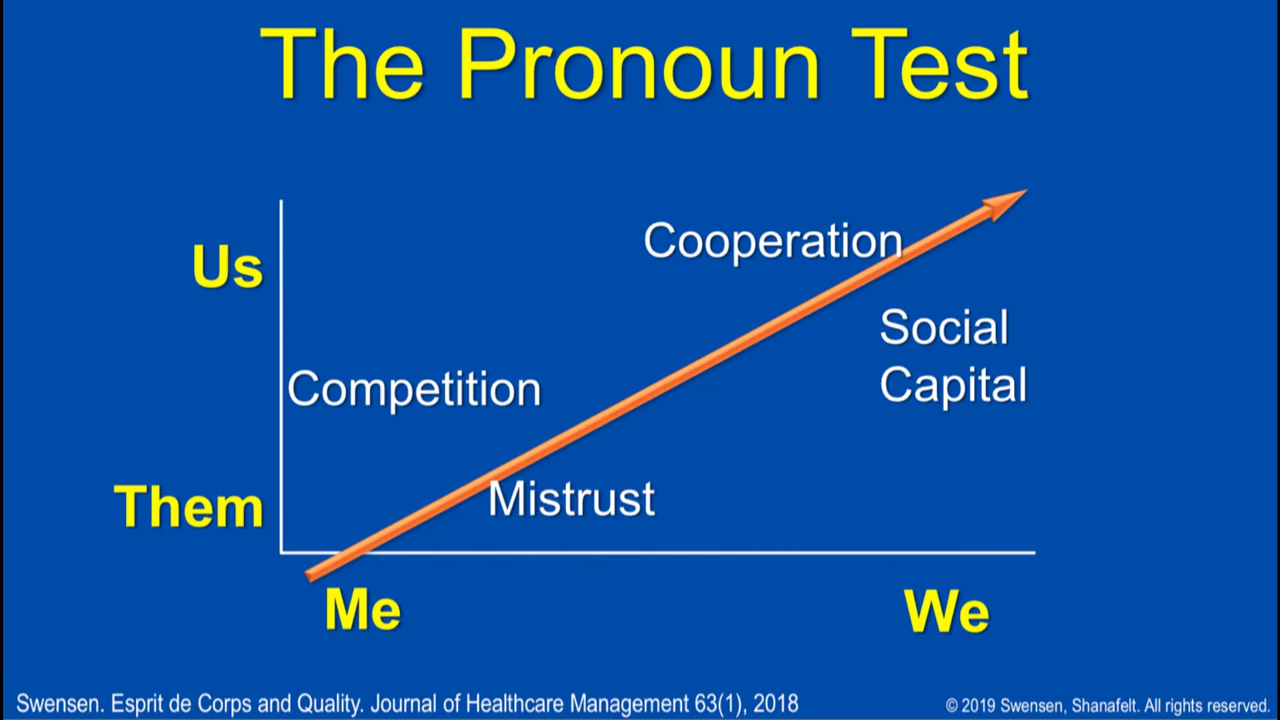 The Pronoun Test
Us
Cooperation
Social
Capital
Competition
Them
Mistrust
Me
We
Swensen. Esprit de Corps and Quality. Journal of Healthcare Management 63(1), 2018
© 2019 Swensen, Shanafelt. All rights reserved.